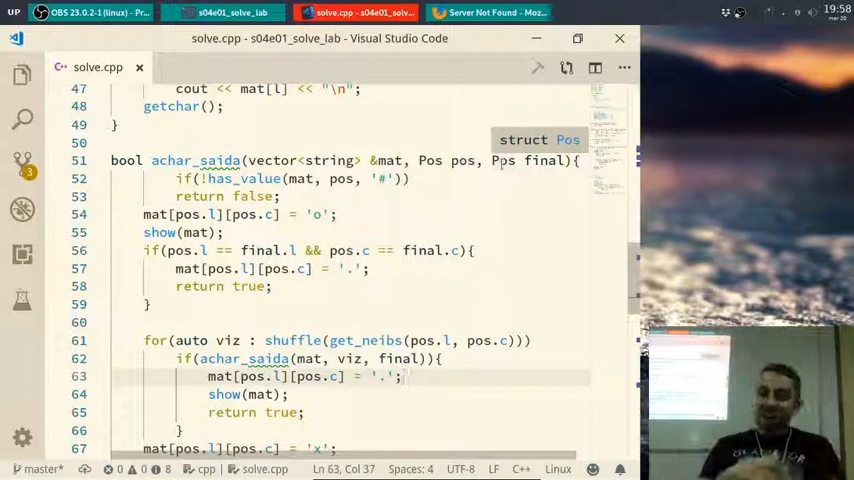 UP OBS 23.0.2-1 (linux) - Pr... s04e01_solve_lab solve.cpp - s04e01_solv... Server Not Found - Moz... 19:58
mar 20
solve.cpp - s04e01_solve_lab - Visual Studio Code
solve.cpp
47 cout << mat[l] << "\n";
48 getchar();
49 }
50
struct Pos
51 bool achar_saida(vector<string> &mat, Pos pos, Pos final){
52 if(!has_value(mat, pos, '#'))
53 return false;
54 mat[pos.l][pos.c] = 'o';
55 show(mat);
56 if(pos.l == final.l && pos.c == final.c){
57 mat[pos.l][pos.c] = '.';
58 return true;
59 }
60
61 for(auto viz : shuffle(get_neibs(pos.l, pos.c)))
62 if(achar_saida(mat, viz, final)){
63 mat[pos.l][pos.c] = '.';
64 show(mat);
65 return true;
66 }
67 mat[pos.l][pos.c] = 'x';
3
master* 0 0 8 cpp solve.cpp Ln 63, Col 37 Spaces: 4 UTF-8 LF C++ Linux